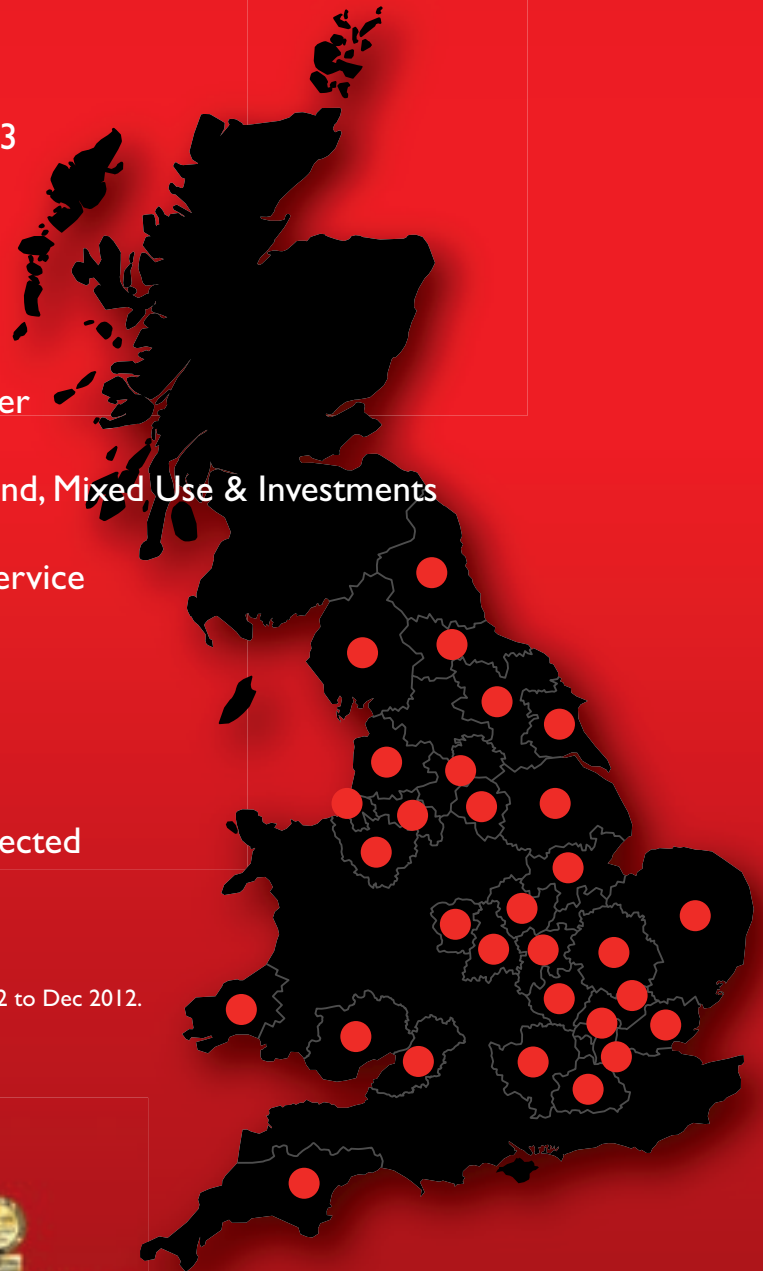 3
er
nd, Mixed Use & Investments
ervice
ected
2 to Dec 2012.